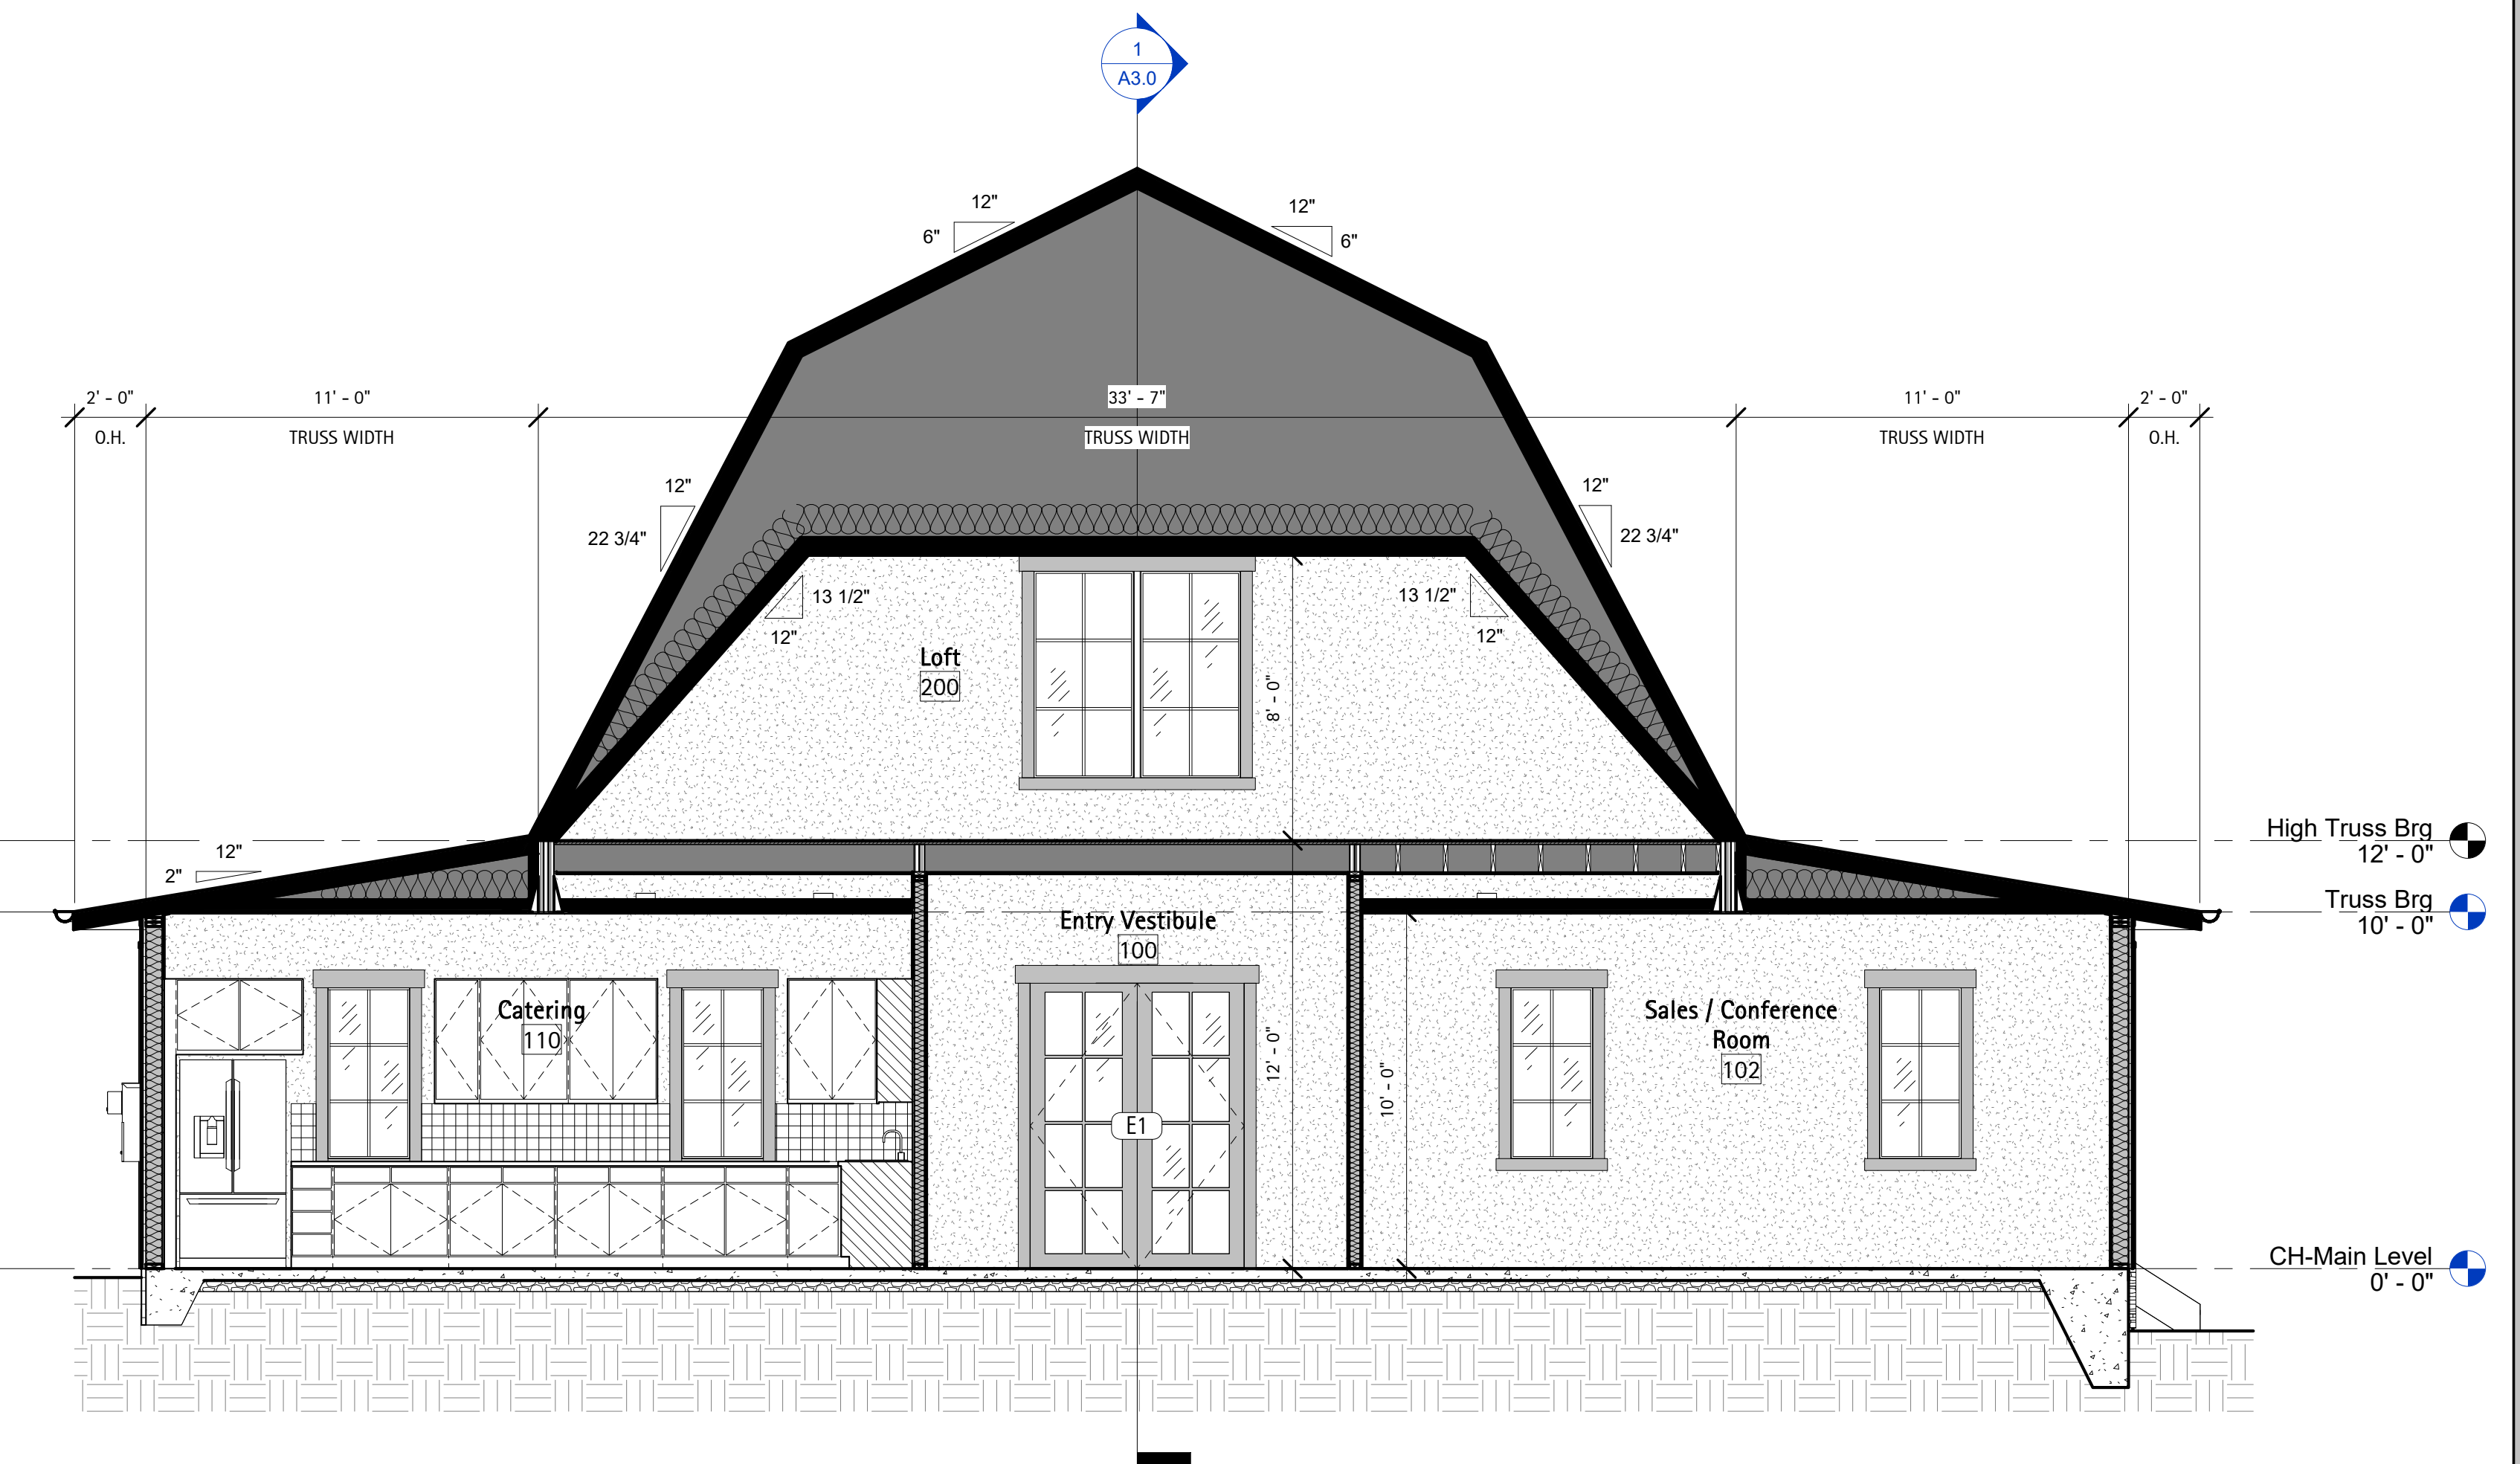 1
A3.0
12"
6"
12"
6"
2' - 0"
11' - 0"
33' - 7"
11' - 0"
2' - 0"
O.H.
TRUSS WIDTH
TRUSS WIDTH
TRUSS WIDTH
O.H.
12"
22 3/4"
12"
22 3/4"
13 1/2"
12"
13 1/2"
12"
Loft
200
8' - 0"
12"
2"
High Truss Brg
12' - 0"
Truss Brg
10' - 0"
Entry Vestibule
100
Catering
110
Sales / Conference
Room
102
12' - 0"
10' - 0"
E1
CH-Main Level
0' - 0"